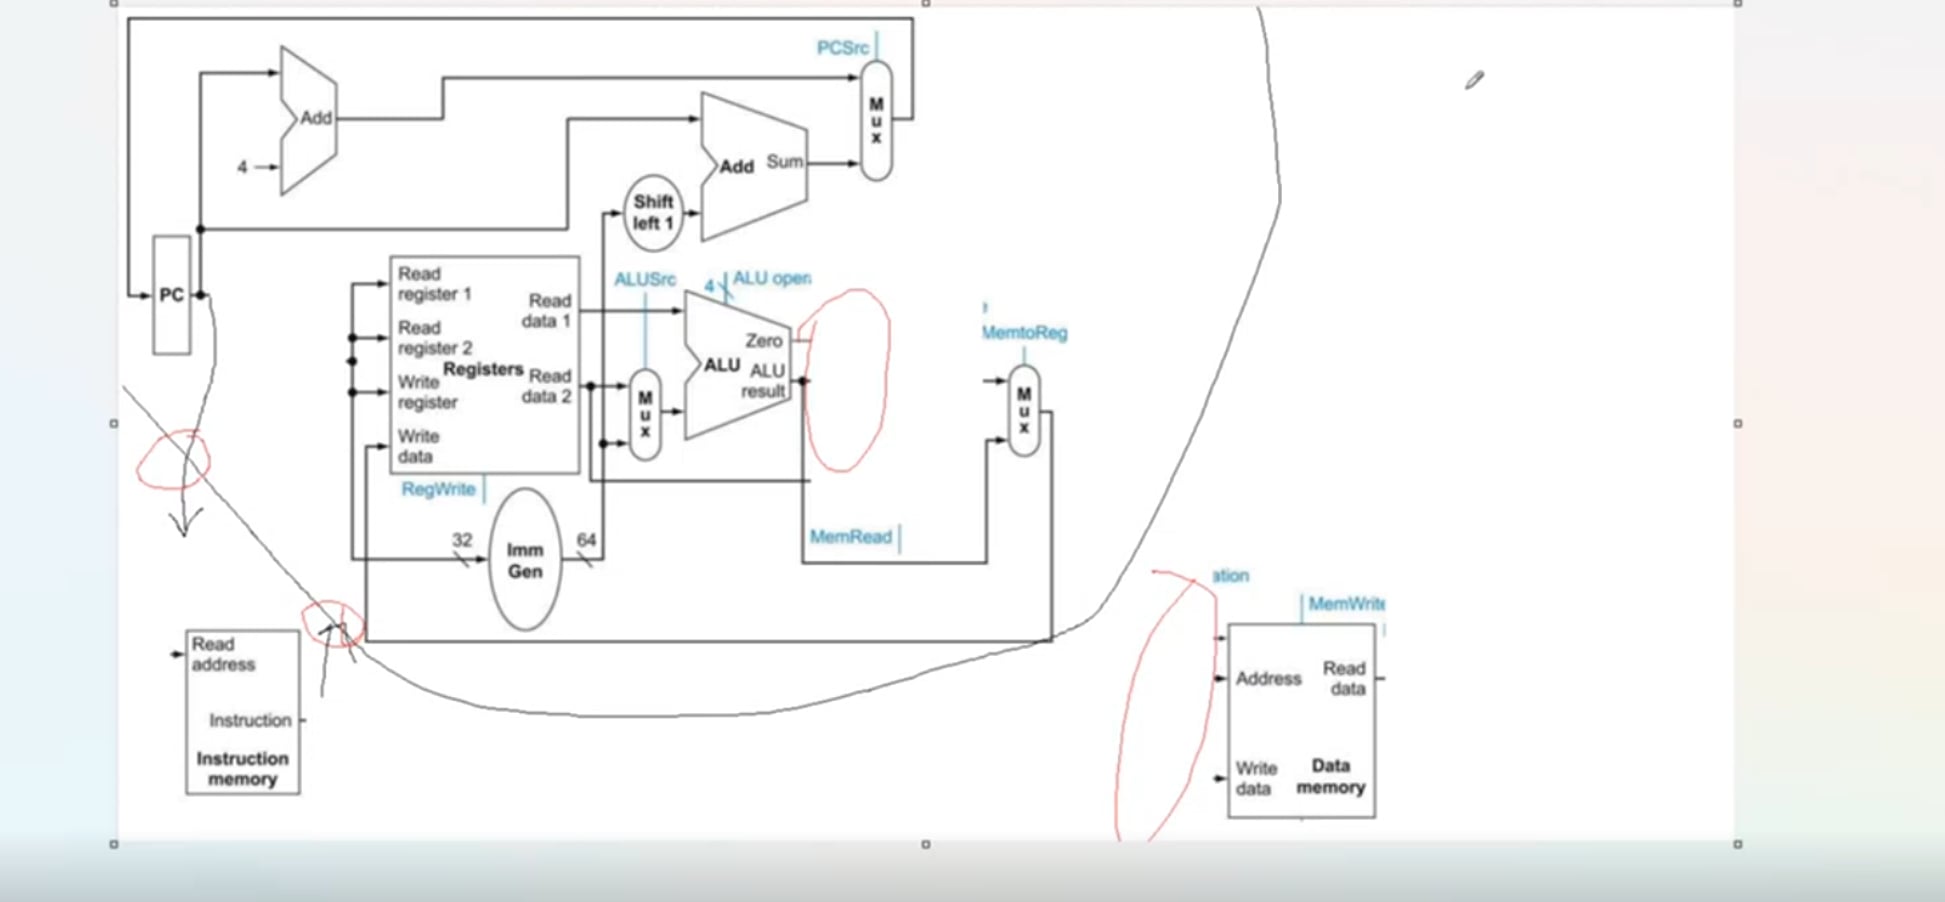 PCSrc
M
u
x
Add
4
Add Sum
Shift
left 1
PC
Read
register 1
Read
data 1
Read
register 2
Registers
Write
register
Read
data 2
Write
data
RegWrite
ALUSrc
4
ALU oper
Zero
ALU
ALU
result
M
u
x
MemtoReg
M
u
x
32
Imm
Gen
64
MemRead
Read
address
Instruction
Instruction
memory
ation
MemWrite
Address
Read
data
Write
data
Data
memory